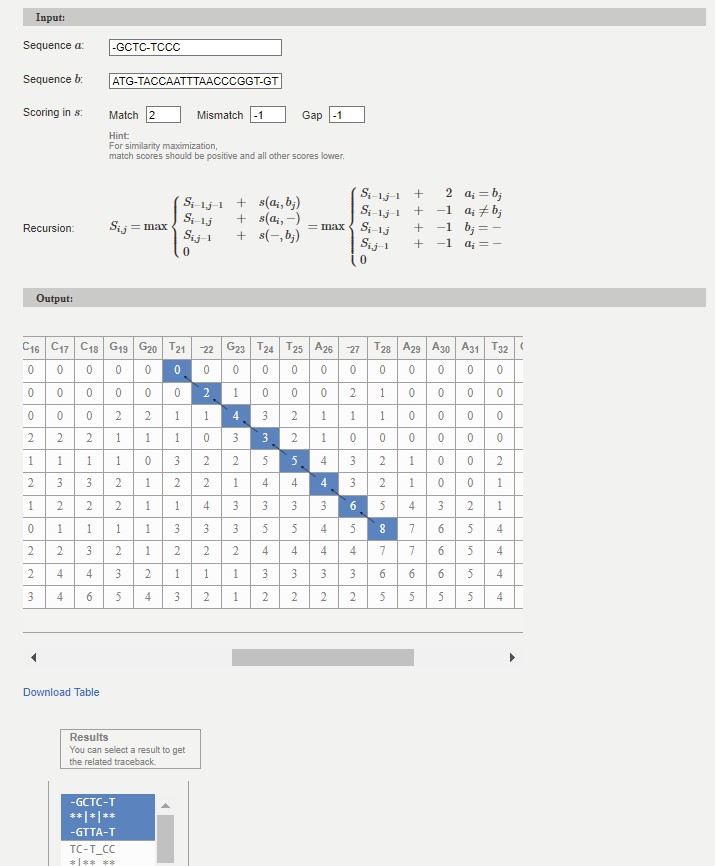 Input:
Sequence a: -GCTC-TCCC
Sequence b: ATG-TACCAATTTAACCCGGT-GT
Scoring in s: Match 2 Mismatch -1 Gap -1
Hint:
For similarity maximization,
match scores should be positive and all other scores lower.
Recursion: S_{i,j} = max { S_{i-1,j-1} + s(a_i, b_j) = max { S_{i-1,j-1} + 2 a_i = b_j
S_{i-1,j} + s(a_i, -) S_{i-1,j-1} + -1 a_i ≠ b_j
S_{i,j-1} + s(-, b_j) S_{i-1,j} + -1 b_j = -
0 S_{i,j-1} + -1 a_i = -
0
Output:
C16 C17 C18 G19 G20 T21 -22 G23 T24 T25 A26 -27 T28 A29 A30 A31 T32
0 0 0 0 0 0 0 0 0 0 0 0 0 0 0 0 0
0 0 0 0 0 0 2 1 0 0 0 2 1 0 0 0 0
0 0 0 2 2 1 1 4 3 2 1 1 1 0 0 0 0
2 2 2 1 1 1 0 3 3 2 1 0 0 0 0 0 0
1 1 1 1 0 3 2 2 5 5 4 3 2 1 0 0 2
2 3 3 2 1 2 2 1 4 4 4 3 2 1 0 0 1
1 2 2 2 1 1 4 3 3 3 3 6 5 4 3 2 1
0 1 1 1 1 3 3 3 5 5 4 5 8 7 6 5 4
2 2 3 2 1 2 2 2 4 4 4 4 7 7 6 5 4
2 4 4 3 2 1 1 1 3 3 3 3 6 6 6 5 4
3 4 6 5 4 3 2 1 2 2 2 2 5 5 5 5 4
Download Table
Results
You can select a result to get
the related traceback.
-GCTC-T
**|*|**
-GTTA-T
TC-T_CC
*|** **